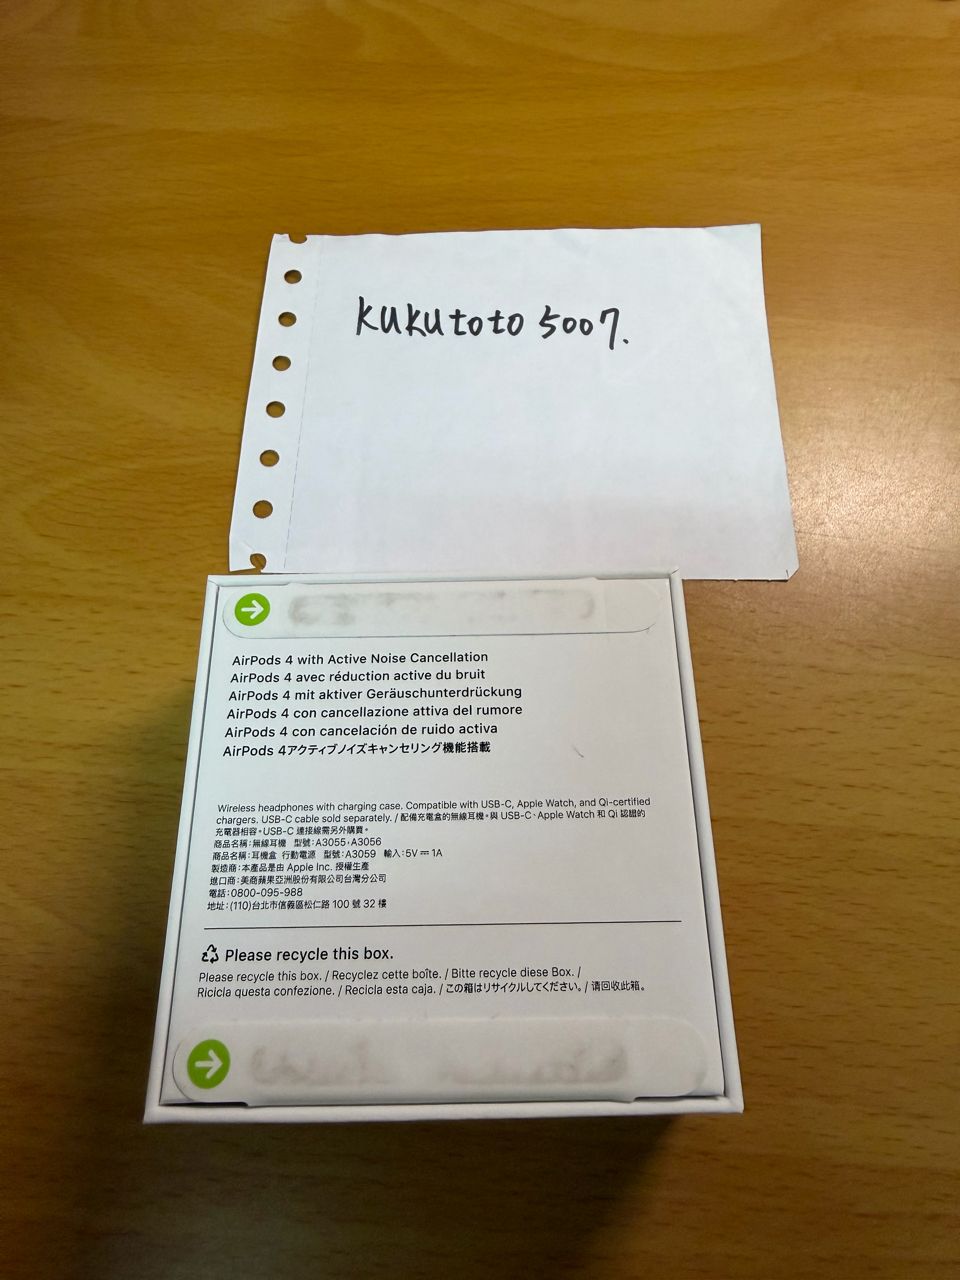 kukutoto 5007.
AirPods 4 with Active Noise Cancellation
AirPods 4 avec réduction active du bruit
AirPods 4 mit aktiver Geräuschunterdrückung
AirPods 4 con cancellazione attiva del rumore
AirPods 4 con cancelación de ruido activa
AirPods 4アクティブノイズキャンセリング機能搭載
Wireless headphones with charging case. Compatible with USB-C, Apple Watch, and Qi-certified
chargers. USB-C cable sold separately. / 配備充電盒的無線耳機。與 USB-C、Apple Watch 和 Qi 認證的
充電器相容。USB-C 連接線需另外購買。
商品名稱：無線耳機 型號：A3055，A3056
商品名稱：耳機盒 行動電源 型號：A3059 輸入：5V ⎓ 1A
製造商：本產品是由 Apple Inc. 授權生產
進口商：美商蘋果亞洲股份有限公司台灣分公司
電話：0800-095-988
地址：(110)台北市信義區松仁路 100 號 32 樓
Please recycle this box.
Please recycle this box. / Recyclez cette boîte. / Bitte recycle diese Box. /
Ricicla questa confezione. / Recicla esta caja. / この箱はリサイクルしてください。/ 请回收此箱。